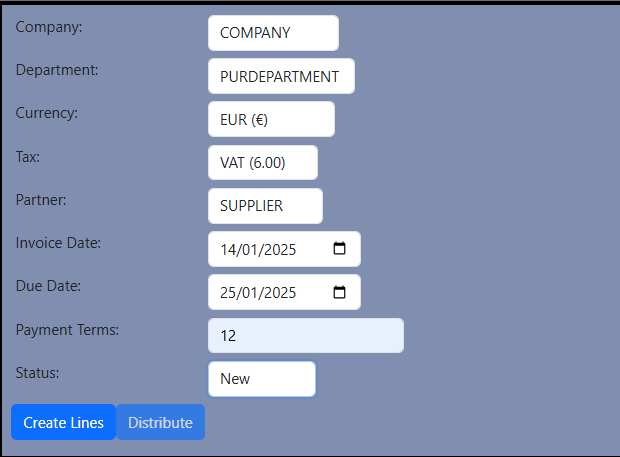 Company: COMPANY
Department: PURDEPARTMENT
Currency: EUR (€)
Tax: VAT (6.00)
Partner: SUPPLIER
Invoice Date: 14/01/2025
Due Date: 25/01/2025
Payment Terms: 12
Status: New
Create Lines Distribute